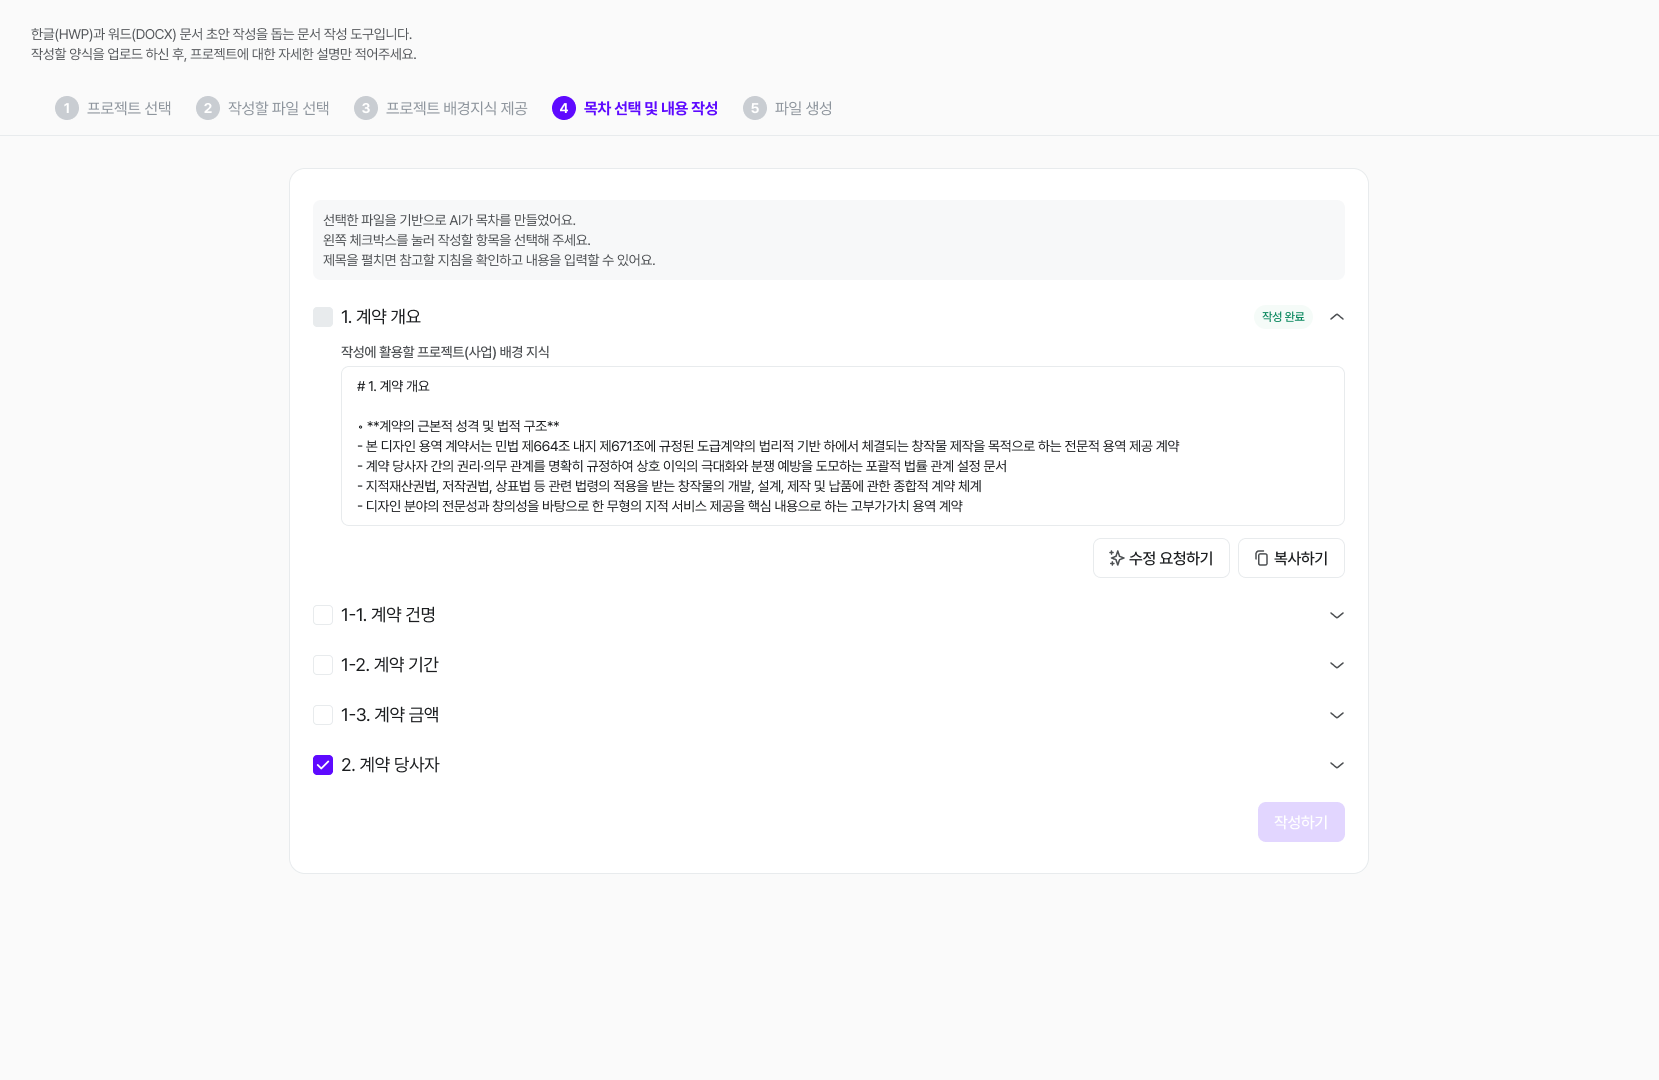 한글(HWP)과 워드(DOCX) 문서 초안 작성을 돕는 문서 작성 도구입니다.
작성할 양식을 업로드 하신 후, 프로젝트에 대한 자세한 설명만 적어주세요.
1 프로젝트 선택 2 작성할 파일 선택 3 프로젝트 배경지식 제공 4 목차 선택 및 내용 작성 5 파일 생성
선택한 파일을 기반으로 AI가 목차를 만들었어요.
왼쪽 체크박스를 눌러 작성할 항목을 선택해 주세요.
제목을 펼치면 참고할 지침을 확인하고 내용을 입력할 수 있어요.
1. 계약 개요 작성 완료
작성에 활용할 프로젝트(사업) 배경 지식
# 1. 계약 개요
◦ **계약의 근본적 성격 및 법적 구조**
- 본 디자인 용역 계약서는 민법 제664조 내지 제671조에 규정된 도급계약의 법리적 기반 하에서 체결되는 창작물 제작을 목적으로 하는 전문적 용역 제공 계약
- 계약 당사자 간의 권리·의무 관계를 명확히 규정하여 상호 이익의 극대화와 분쟁 예방을 도모하는 포괄적 법률 관계 설정 문서
- 지적재산권법, 저작권법, 상표법 등 관련 법령의 적용을 받는 창작물의 개발, 설계, 제작 및 납품에 관한 종합적 계약 체계
- 디자인 분야의 전문성과 창의성을 바탕으로 한 무형의 지적 서비스 제공을 핵심 내용으로 하는 고부가가치 용역 계약
수정 요청하기 복사하기
1-1. 계약 건명
1-2. 계약 기간
1-3. 계약 금액
2. 계약 당사자
작성하기